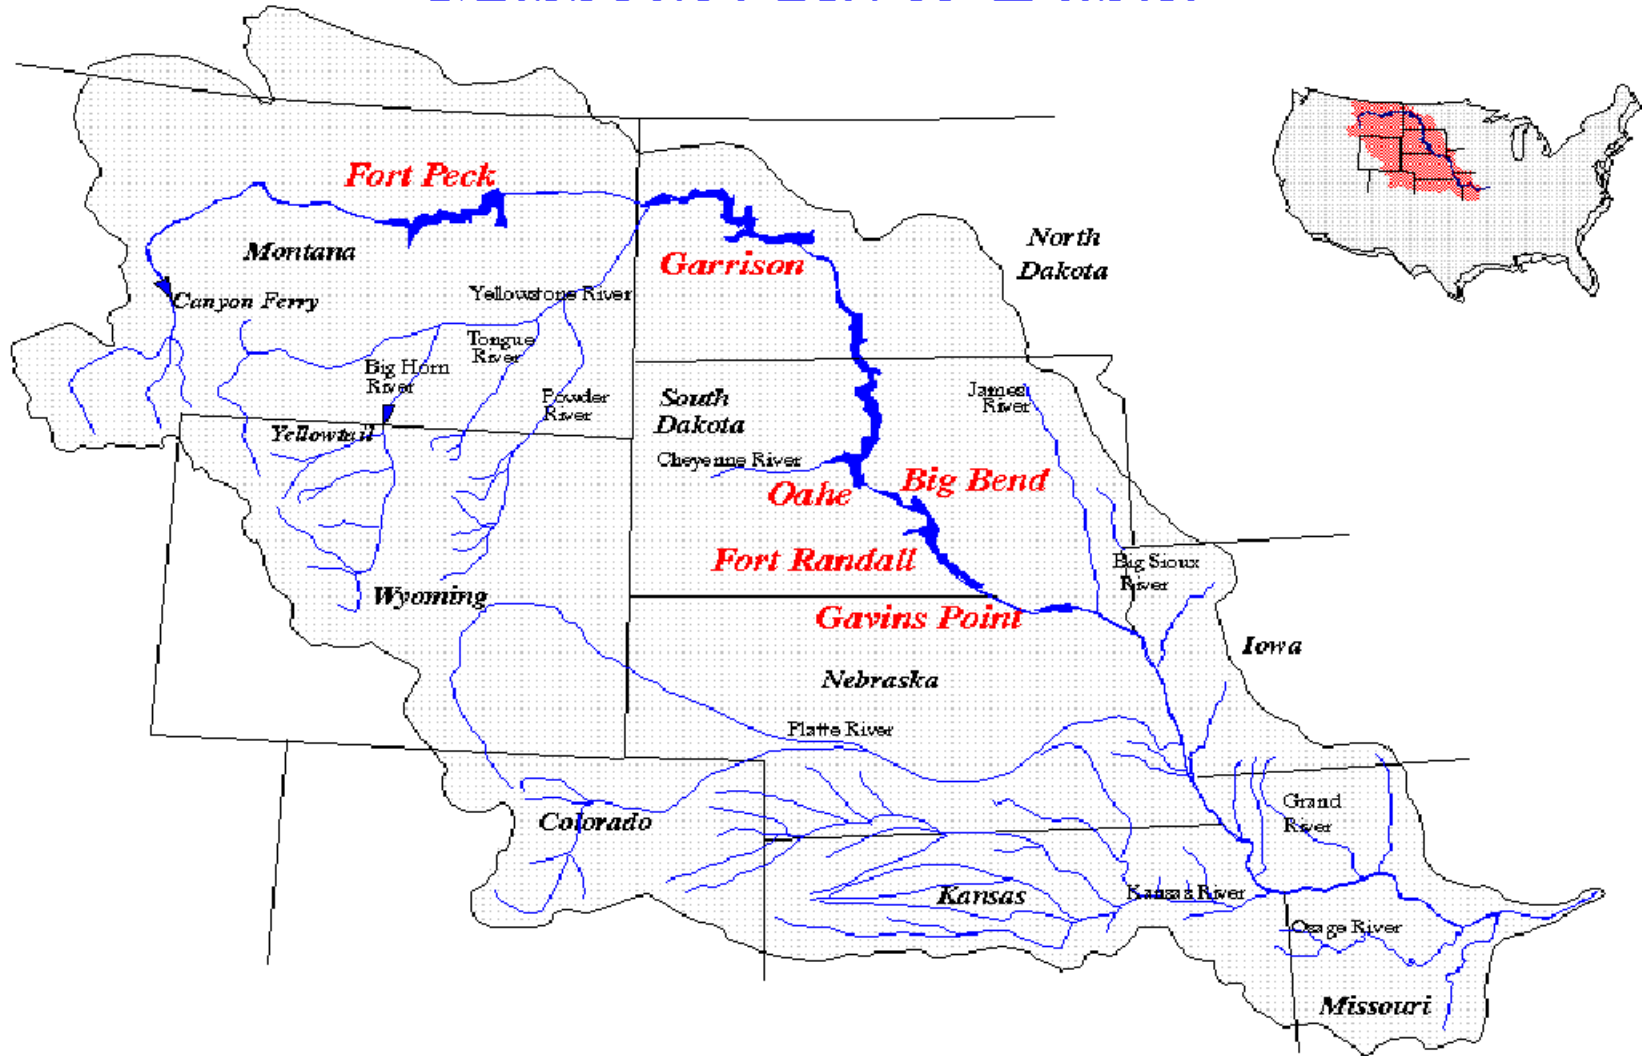 Fort Peck
Montana
Garrison
North
Dakota
Canyon Ferry
Yellowstone River
Tongue
River
Big Horn
River
Powder
River
South
Dakota
James
River
Yellowtail
Cheyenne River
Oahe
Big Bend
Fort Randall
Big Sioux
River
Wyoming
Gavins Point
Iowa
Nebraska
Platte River
Colorado
Grand
River
Kansas
Kansas River
Osage River
Missouri